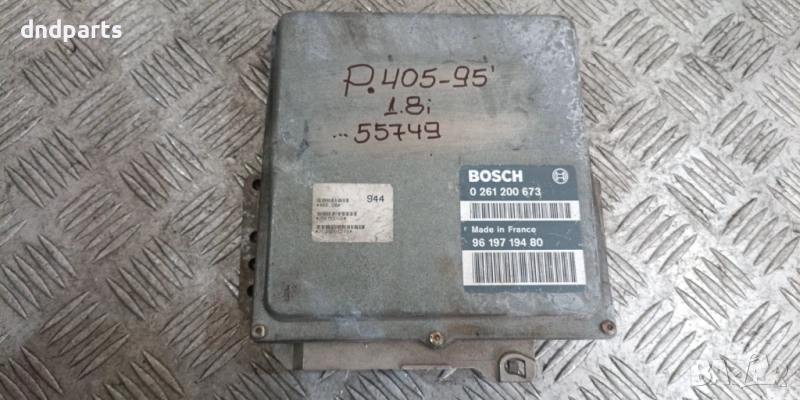 dndparts
P.405-95'
1.8i
...55749
944
BOSCH
0 261 200 673
Made in France
96 197 194 80
BAZAR